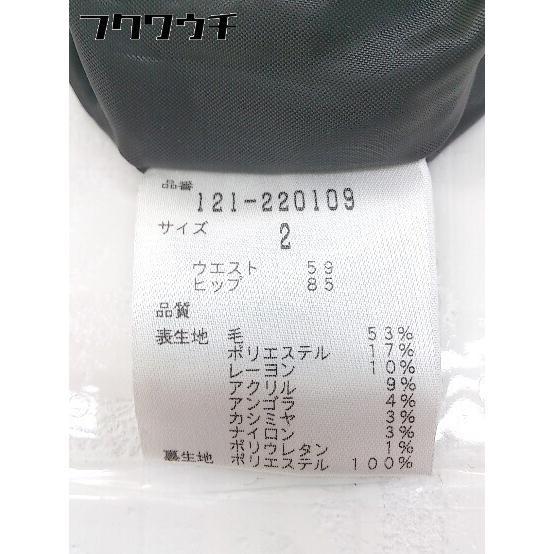 フクワウチ
品番
121-220109
サイズ 2
ウエスト 59
ヒップ 85
品質
表生地 毛 53%
ポリエステル 17%
レーヨン 10%
アクリル 9%
アンゴラ 4%
カシミヤ 3%
ナイロン 3%
ポリウレタン 1%
裏生地 ポリエステル 100%